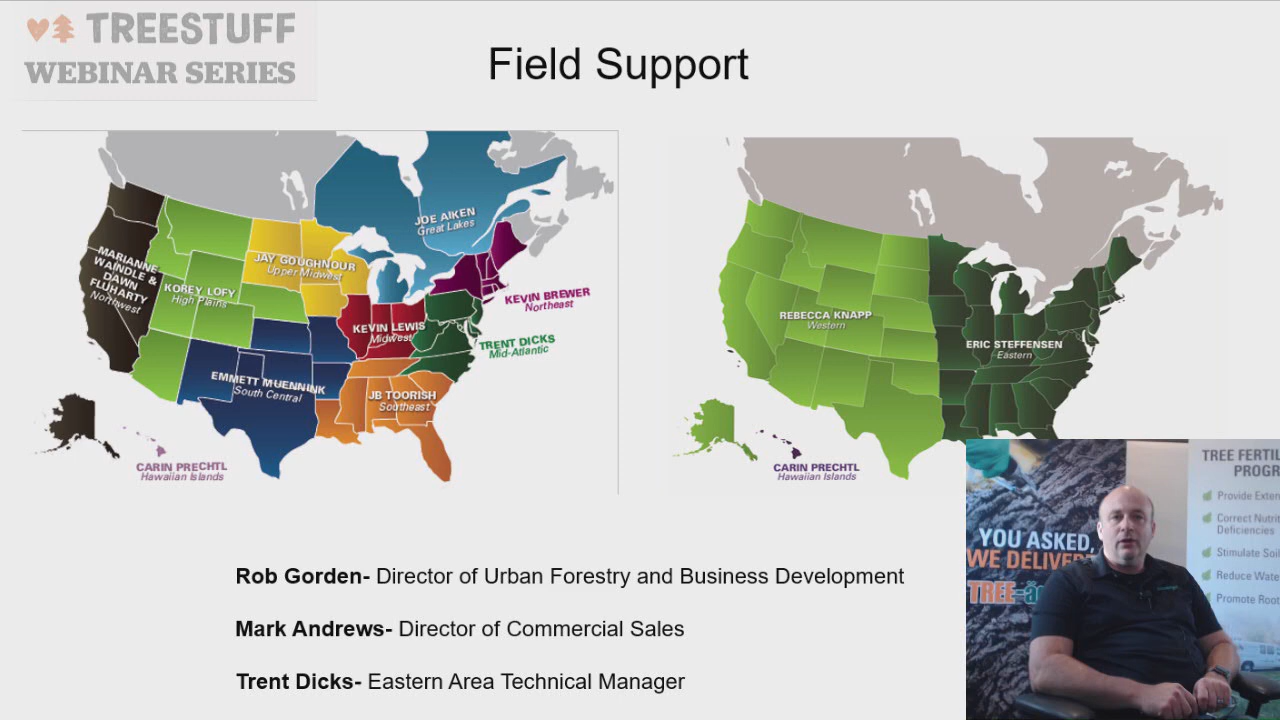 TREESTUFF
WEBINAR SERIES
Field Support
JOE AIKEN
Great Lakes
JAY GOUGHNOUR
Upper Midwest
MARIANNE
WAINDLE &
DAWN
FLUHARTY
Northwest
KOREY LOFY
High Plains
KEVIN BREWER
Northeast
KEVIN LEWIS
Midwest
TRENT DICKS
Mid-Atlantic
EMMETT MUENNINK
South Central
JB TOORISH
Southeast
CARIN PRECHTL
Hawaiian Islands
REBECCA KNAPP
Western
ERIC STEFFENSEN
Eastern
CARIN PRECHTL
Hawaiian Islands
Rob Gorden- Director of Urban Forestry and Business Development
Mark Andrews- Director of Commercial Sales
Trent Dicks- Eastern Area Technical Manager
YOU ASKED,
WE DELIVER
TREE-äge
TREE FERTIL
PROGR
Provide Exten
Correct Nutri
Deficiencies
Stimulate Soil
Reduce Wate
Promote Root